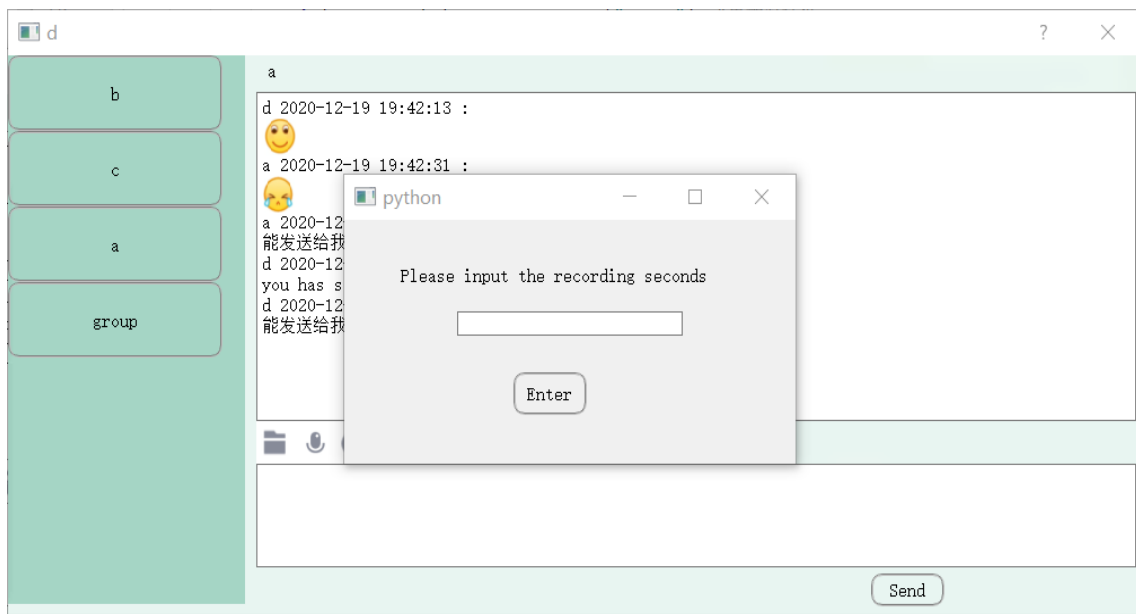 d
?
b
c
a
group
a
d 2020-12-19 19:42:13 :
a 2020-12-19 19:42:31 :
a 2020-12
能发送给我
d 2020-12
you has s
d 2020-12
能发送给我
python
Please input the recording seconds
Enter
Send